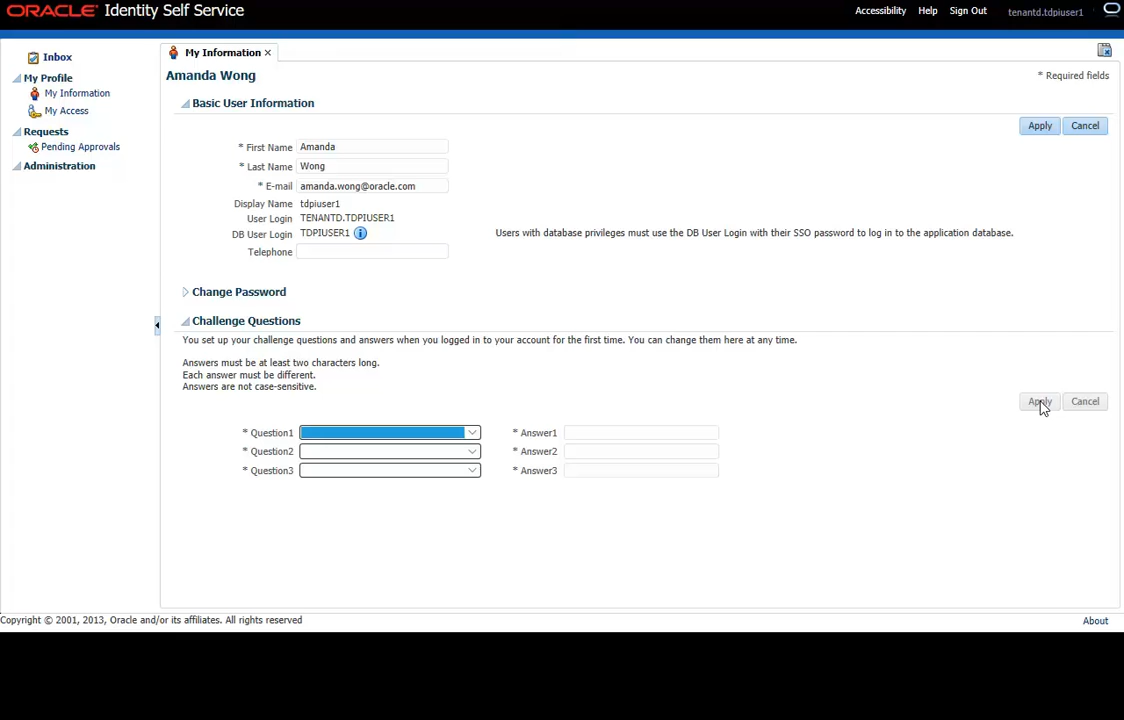 ORACLE® Identity Self Service
Accessibility Help Sign Out tenantd.tdpiuser1
Inbox
My Profile
My Information
My Access
Requests
Pending Approvals
Administration
My Information
Amanda Wong
* Required fields
Basic User Information
Apply Cancel
* First Name Amanda
* Last Name Wong
* E-mail amanda.wong@oracle.com
Display Name tdpiuser1
User Login TENANTD.TDPIUSER1
DB User Login TDPIUSER1 Users with database privileges must use the DB User Login with their SSO password to log in to the application database.
Telephone
Change Password
Challenge Questions
You set up your challenge questions and answers when you logged in to your account for the first time. You can change them here at any time.
Answers must be at least two characters long.
Each answer must be different.
Answers are not case-sensitive.
Apply Cancel
* Question1 * Answer1
* Question2 * Answer2
* Question3 * Answer3
Copyright © 2001, 2013, Oracle and/or its affiliates. All rights reserved
About